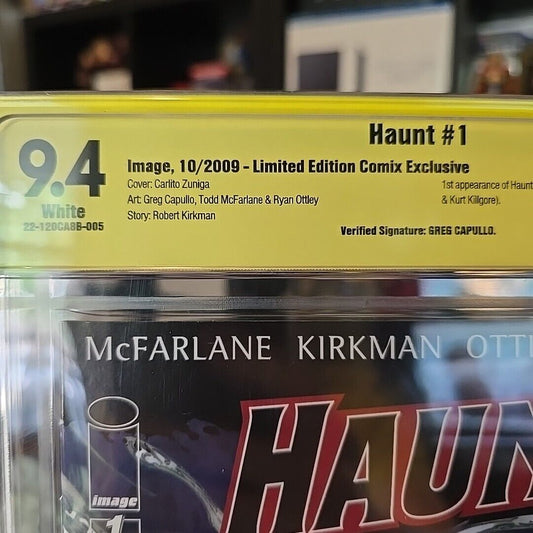 Haunt #1
9.4
White
22-120CA8B-005
Image, 10/2009 - Limited Edition Comix Exclusive
Cover: Carlito Zuniga
Art: Greg Capullo, Todd McFarlane & Ryan Ottley
Story: Robert Kirkman
1st appearance of Haunt
& Kurt Killgore).
Verified Signature: GREG CAPULLO.
McFARLANE KIRKMAN OTTL
HAUN
image
1